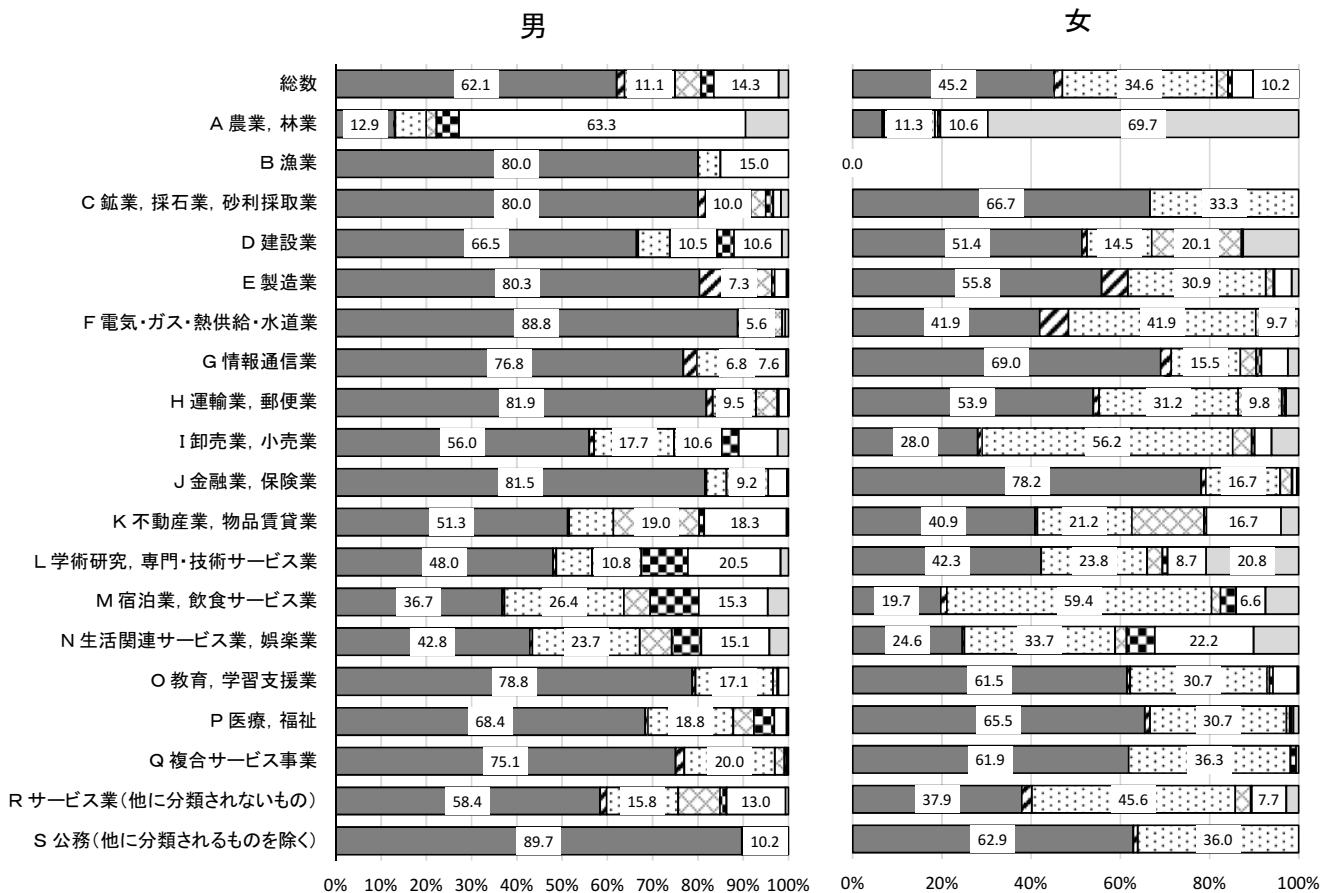 男 女
総数 62.1 11.1 14.3 45.2 34.6 10.2
A 農業，林業 12.9 63.3 11.3 10.6 69.7
B 漁業 80.0 15.0 0.0
C 鉱業，採石業，砂利採取業 80.0 10.0 66.7 33.3
D 建設業 66.5 10.5 10.6 51.4 14.5 20.1
E 製造業 80.3 7.3 55.8 30.9
F 電気・ガス・熱供給・水道業 88.8 5.6 41.9 41.9 9.7
G 情報通信業 76.8 6.8 7.6 69.0 15.5
H 運輸業，郵便業 81.9 9.5 53.9 31.2 9.8
I 卸売業，小売業 56.0 17.7 10.6 28.0 56.2
J 金融業，保険業 81.5 9.2 78.2 16.7
K 不動産業，物品賃貸業 51.3 19.0 18.3 40.9 21.2 16.7
L 学術研究，専門・技術サービス業 48.0 10.8 20.5 42.3 23.8 8.7 20.8
M 宿泊業，飲食サービス業 36.7 26.4 15.3 19.7 59.4 6.6
N 生活関連サービス業，娯楽業 42.8 23.7 15.1 24.6 33.7 22.2
O 教育，学習支援業 78.8 17.1 61.5 30.7
P 医療，福祉 68.4 18.8 65.5 30.7
Q 複合サービス事業 75.1 20.0 61.9 36.3
R サービス業（他に分類されないもの） 58.4 15.8 13.0 37.9 45.6 7.7
S 公務（他に分類されるものを除く） 89.7 10.2 62.9 36.0
0% 10% 20% 30% 40% 50% 60% 70% 80% 90% 100% 0% 20% 40% 60% 80% 100%